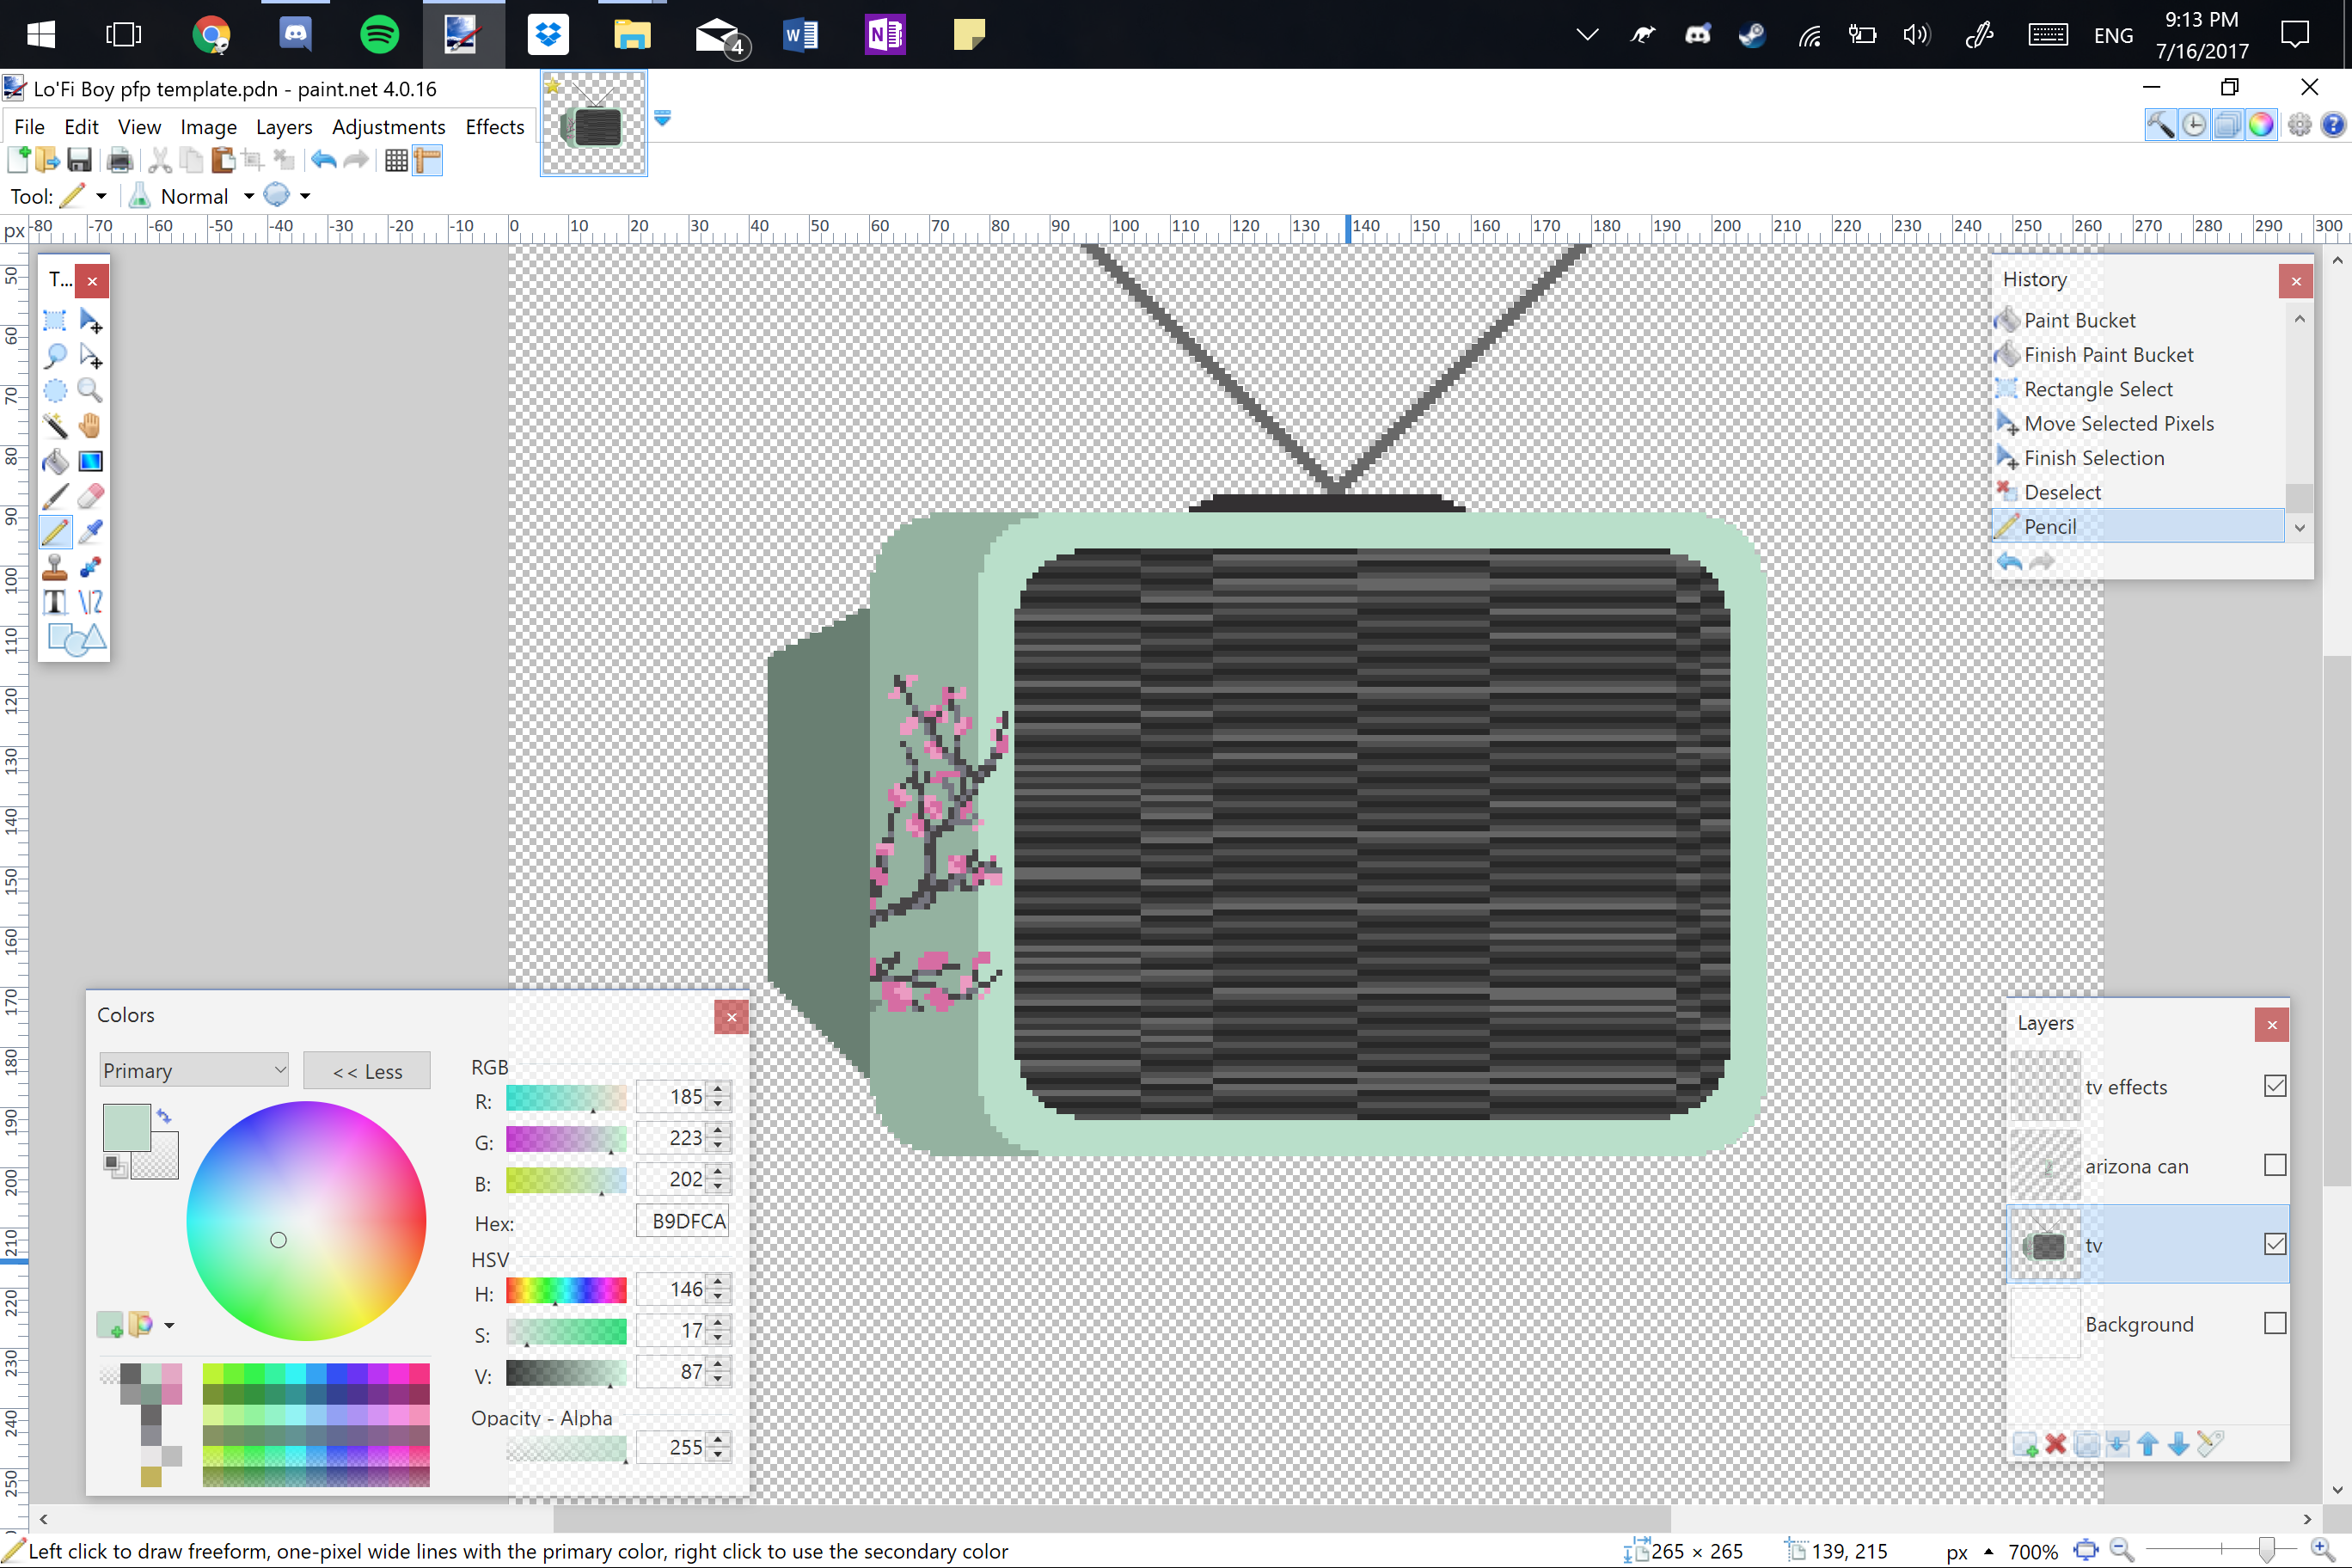 4
ENG
9:13 PM
7/16/2017
Lo'Fi Boy pfp template.pdn - paint.net 4.0.16
File Edit View Image Layers Adjustments Effects
Tool: Normal
px -80 -70 -60 -50 -40 -30 -20 -10 0 10 20 30 40 50 60 70 80 90 100 110 120 130 140 150 160 170 180 190 200 210 220 230 240 250 260 270 280 290 300
50
60
70
80
90
100
110
120
130
140
150
160
170
180
190
200
210
220
230
240
250
T...
History
Paint Bucket
Finish Paint Bucket
Rectangle Select
Move Selected Pixels
Finish Selection
Deselect
Pencil
Colors
Primary
<< Less
RGB
R: 185
G: 223
B: 202
Hex: B9DFCA
HSV
H: 146
S: 17
V: 87
Opacity - Alpha
255
Layers
tv effects
arizona can
tv
Background
Left click to draw freeform, one-pixel wide lines with the primary color, right click to use the secondary color
265 × 265
139, 215
px
700%